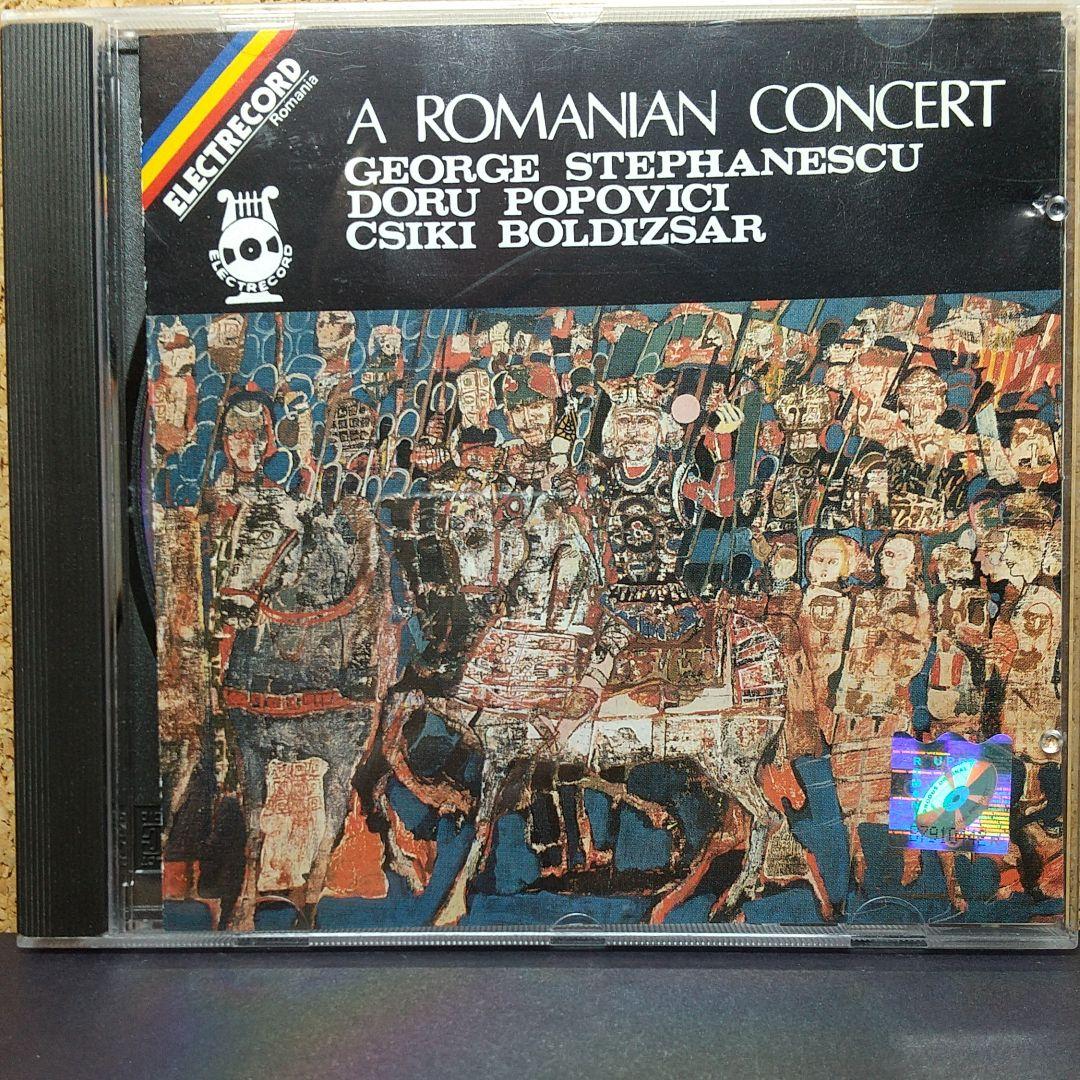 ELECTRECORD
Romania
ELECTRECORD
A ROMANIAN CONCERT
GEORGE STEPHANESCU
DORU POPOVICI
CSIKI BOLDIZSAR